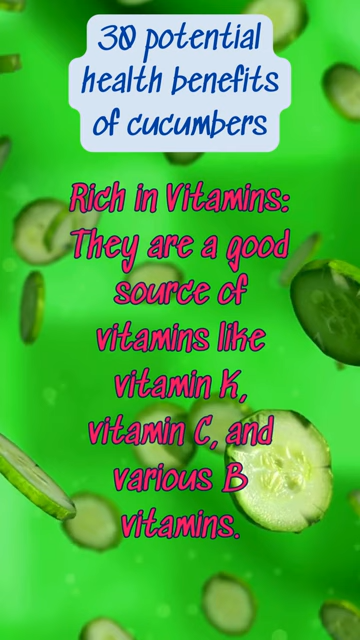 30 potential
health benefits
of cucumbers
Rich in Vitamins:
They are a good
source of
vitamins like
vitamin K,
vitamin C, and
various B
vitamins.